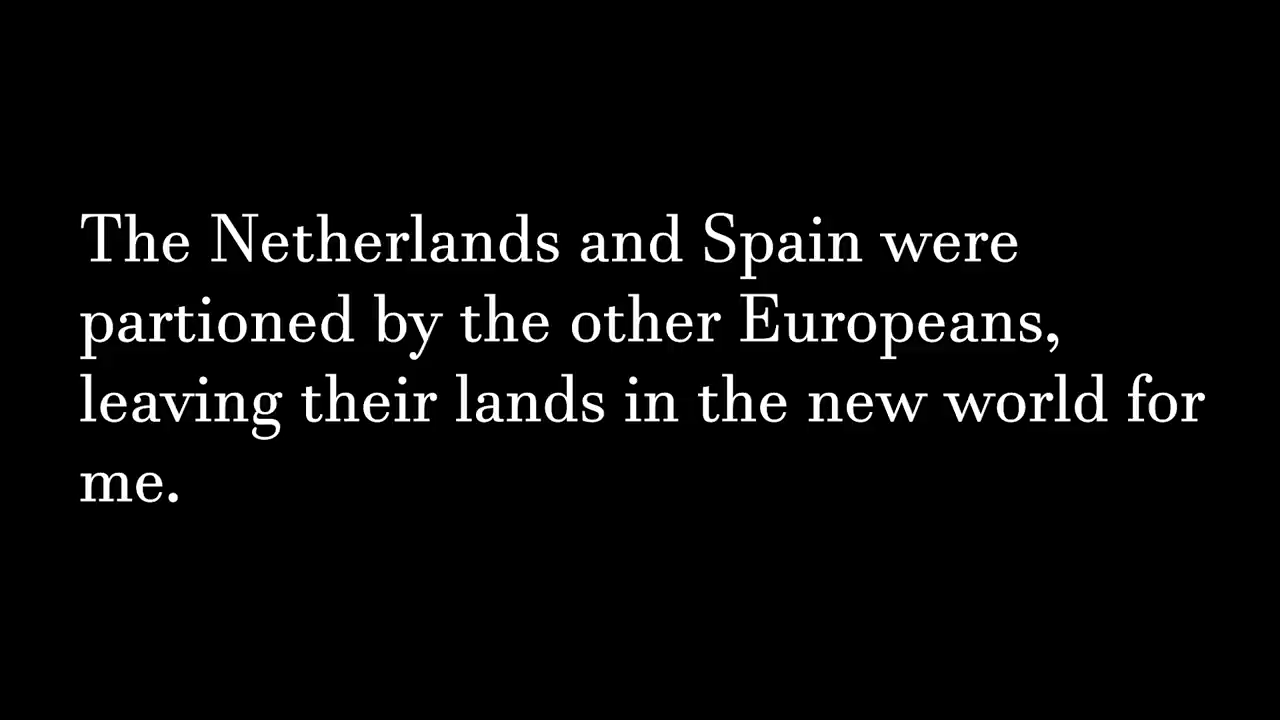 The Netherlands and Spain were
partioned by the other Europeans,
leaving their lands in the new world for
me.